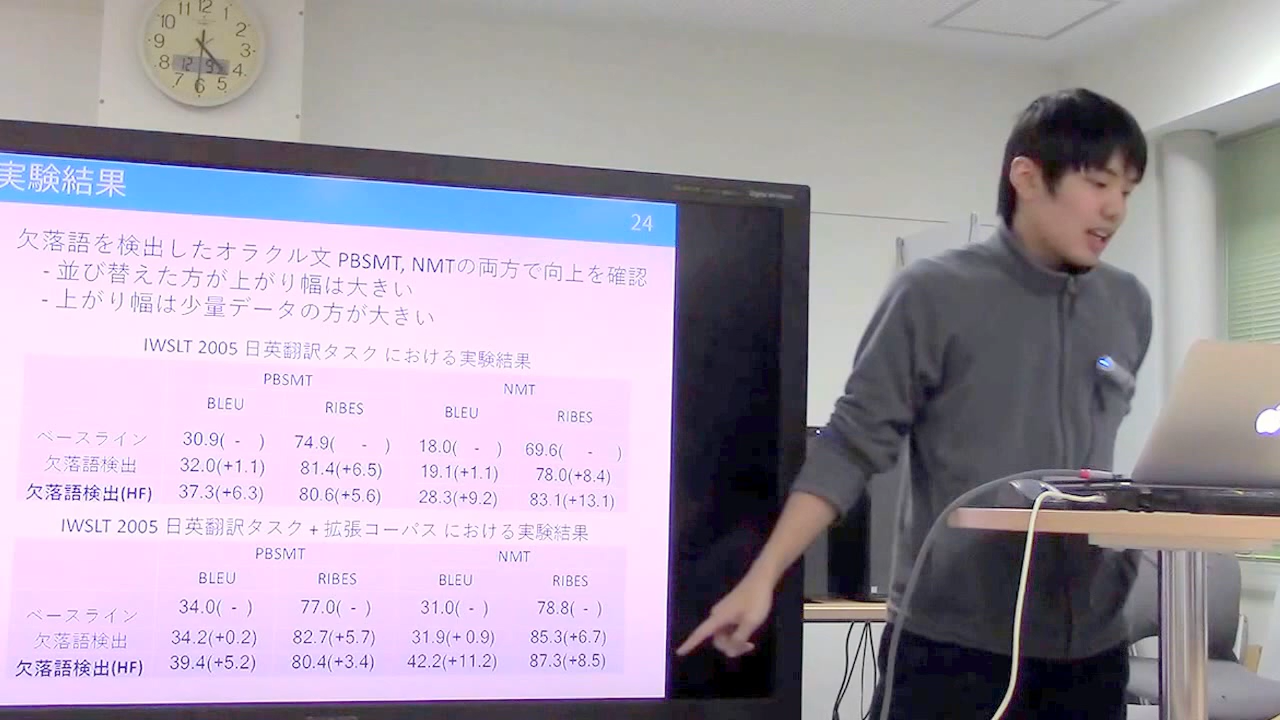 10 11 12 1 2 3 4 5 6 7 8 9
実験結果
24
欠落語を検出したオラクル文 PBSMT, NMTの両方で向上を確認
- 並び替えた方が上がり幅は大きい
- 上がり幅は少量データの方が大きい
IWSLT 2005 日英翻訳タスク における実験結果
PBSMT NMT
BLEU RIBES BLEU RIBES
ベースライン 30.9( - ) 74.9( - ) 18.0( - ) 69.6( - )
欠落語検出 32.0(+1.1) 81.4(+6.5) 19.1(+1.1) 78.0(+8.4)
欠落語検出(HF) 37.3(+6.3) 80.6(+5.6) 28.3(+9.2) 83.1(+13.1)
IWSLT 2005 日英翻訳タスク + 拡張コーパス における実験結果
PBSMT NMT
BLEU RIBES BLEU RIBES
ベースライン 34.0( - ) 77.0( - ) 31.0( - ) 78.8( - )
欠落語検出 34.2(+0.2) 82.7(+5.7) 31.9(+ 0.9) 85.3(+6.7)
欠落語検出(HF) 39.4(+5.2) 80.4(+3.4) 42.2(+11.2) 87.3(+8.5)